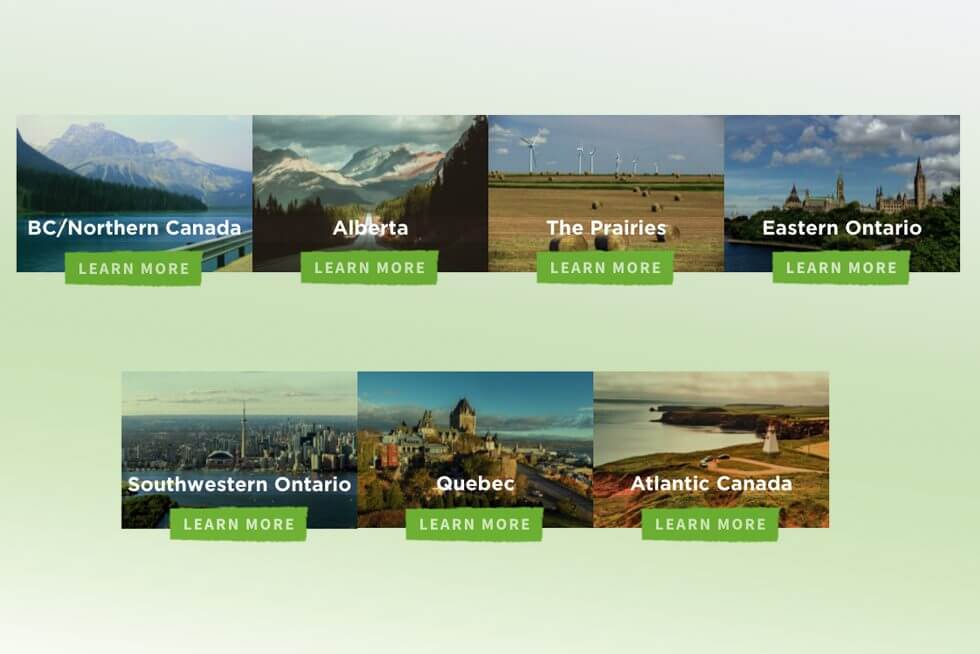 BC/Northern Canada
Alberta
The Prairies
Eastern Ontario
LEARN MORE
LEARN MORE
LEARN MORE
LEARN MORE
Southwestern Ontario
Quebec
Atlantic Canada
LEARN MORE
LEARN MORE
LEARN MORE